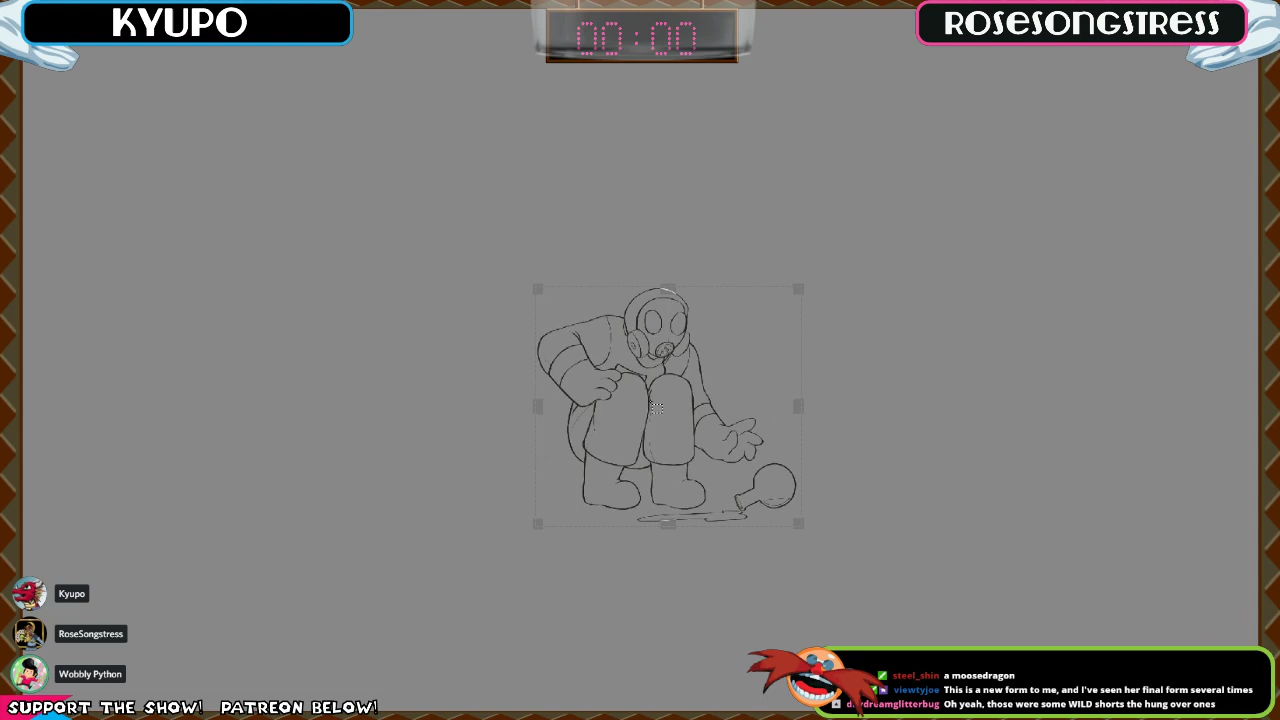 KYUPO
00:00
ROSESONGSTRESS
Kyupo
RoseSongstress
Wobbly Python
steel_shin a moosedragon
viewtyjoe This is a new form to me, and I've seen her final form several times
daydreamglitterbug Oh yeah, those were some WILD shorts the hung over ones
SUPPORT THE SHOW! PATREON BELOW!